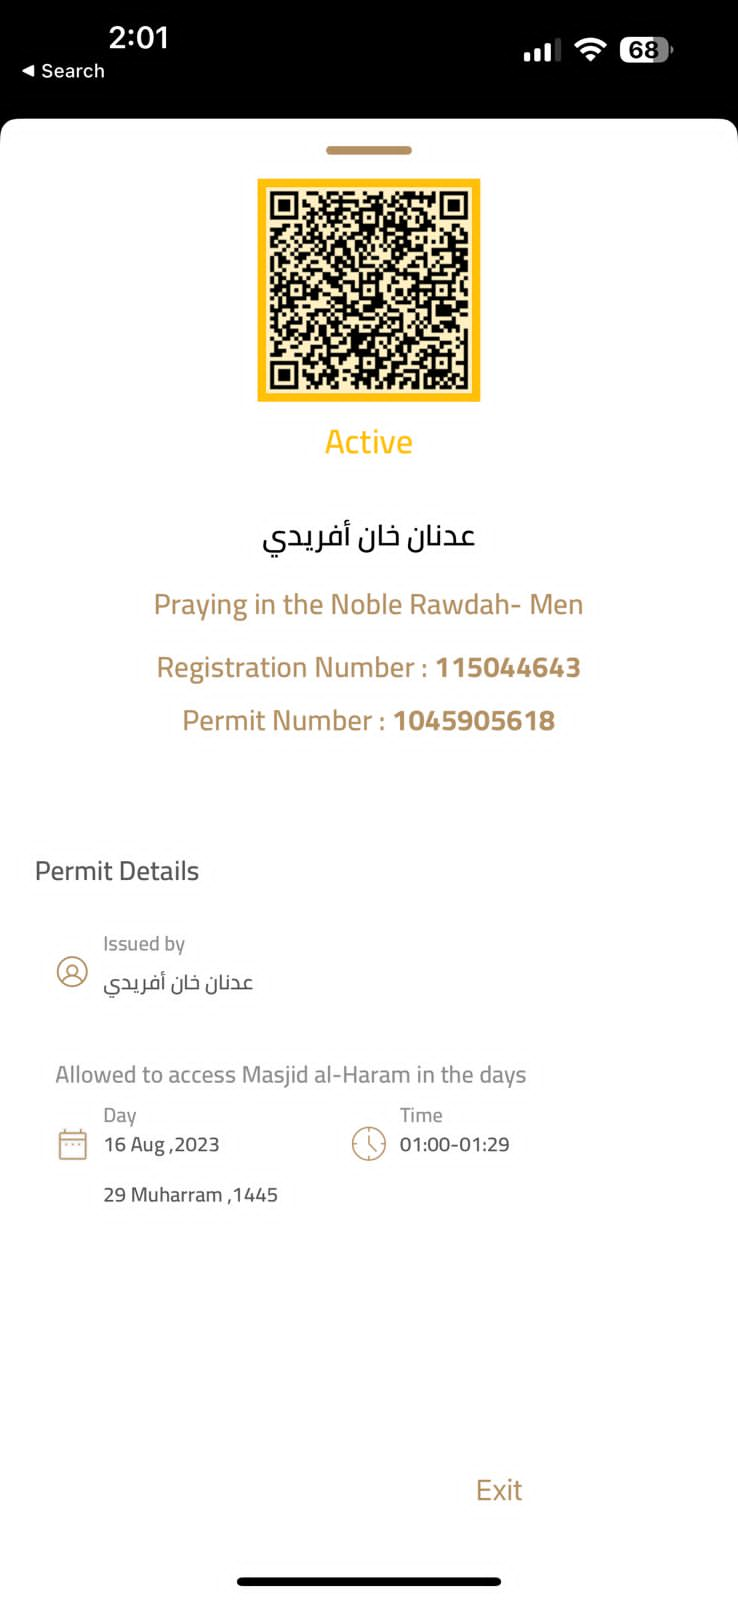 2:01
68
◀ Search
Active
عدنان خان أفريدي
Praying in the Noble Rawdah- Men
Registration Number : 115044643
Permit Number : 1045905618
Permit Details
Issued by
عدنان خان أفريدي
Allowed to access Masjid al-Haram in the days
Day
16 Aug ,2023
29 Muharram ,1445
Time
01:00-01:29
Exit